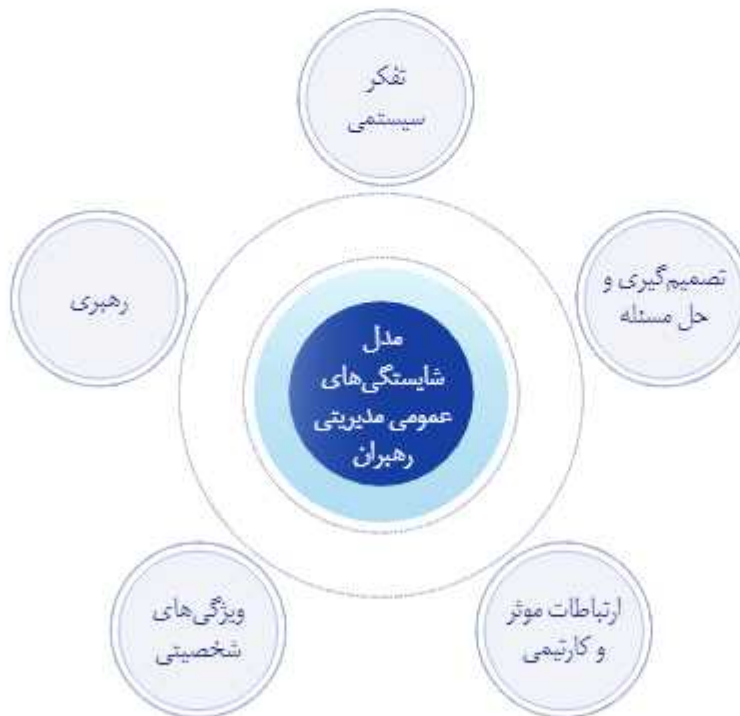 تفکر
سیستمی
تصمیم‌گیری و
حل مسئله
رهبری
مدل
شایستگی‌های
عمومی مدیریتی
رهبران
ارتباطات موثر
و کارتیمی
ویژگی‌های
شخصیتی